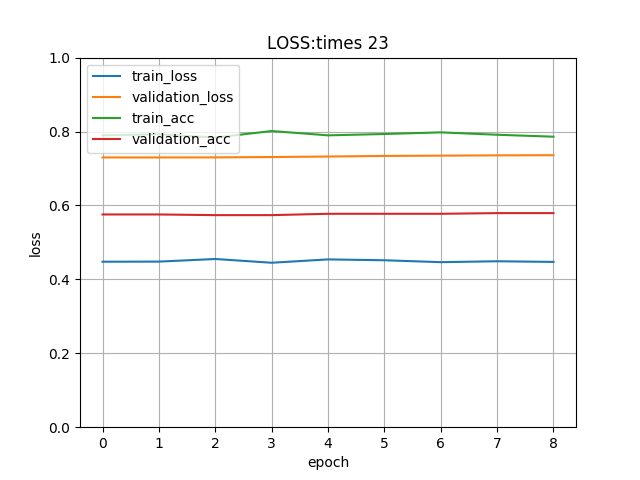 LOSS:times 23
train_loss
validation_loss
train_acc
validation_acc
loss
1.0
0.8
0.6
0.4
0.2
0.0
0 1 2 3 4 5 6 7 8
epoch